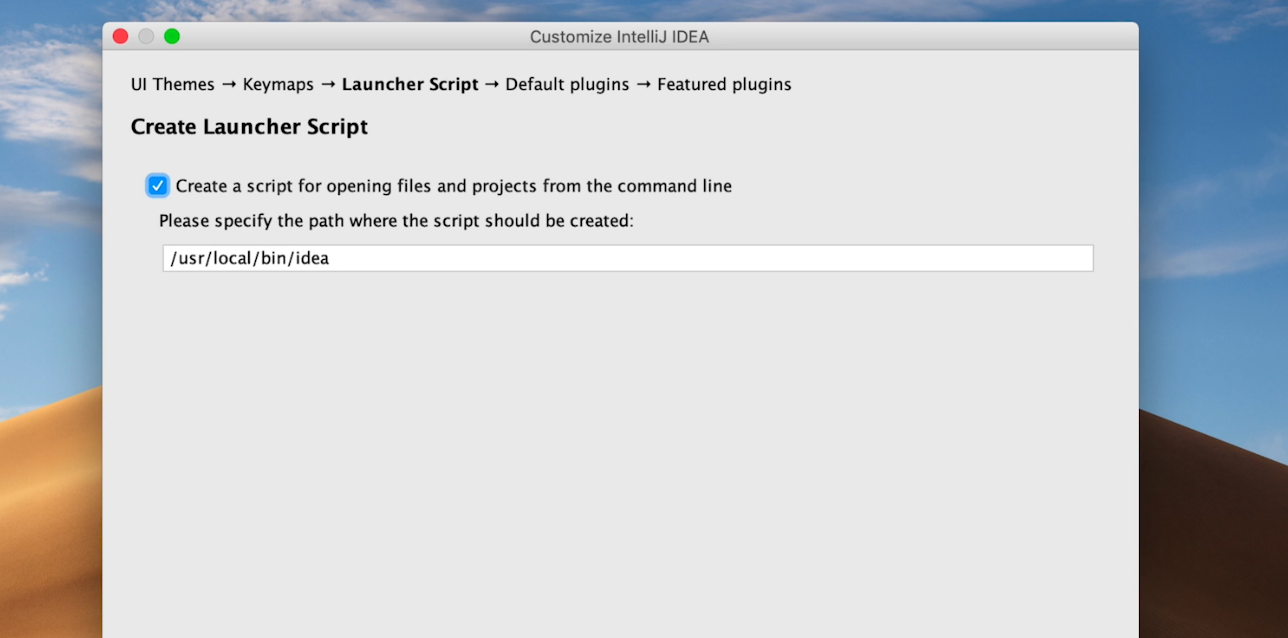 Customize IntelliJ IDEA
UI Themes → Keymaps → Launcher Script → Default plugins → Featured plugins
Create Launcher Script
Create a script for opening files and projects from the command line
Please specify the path where the script should be created:
/usr/local/bin/idea